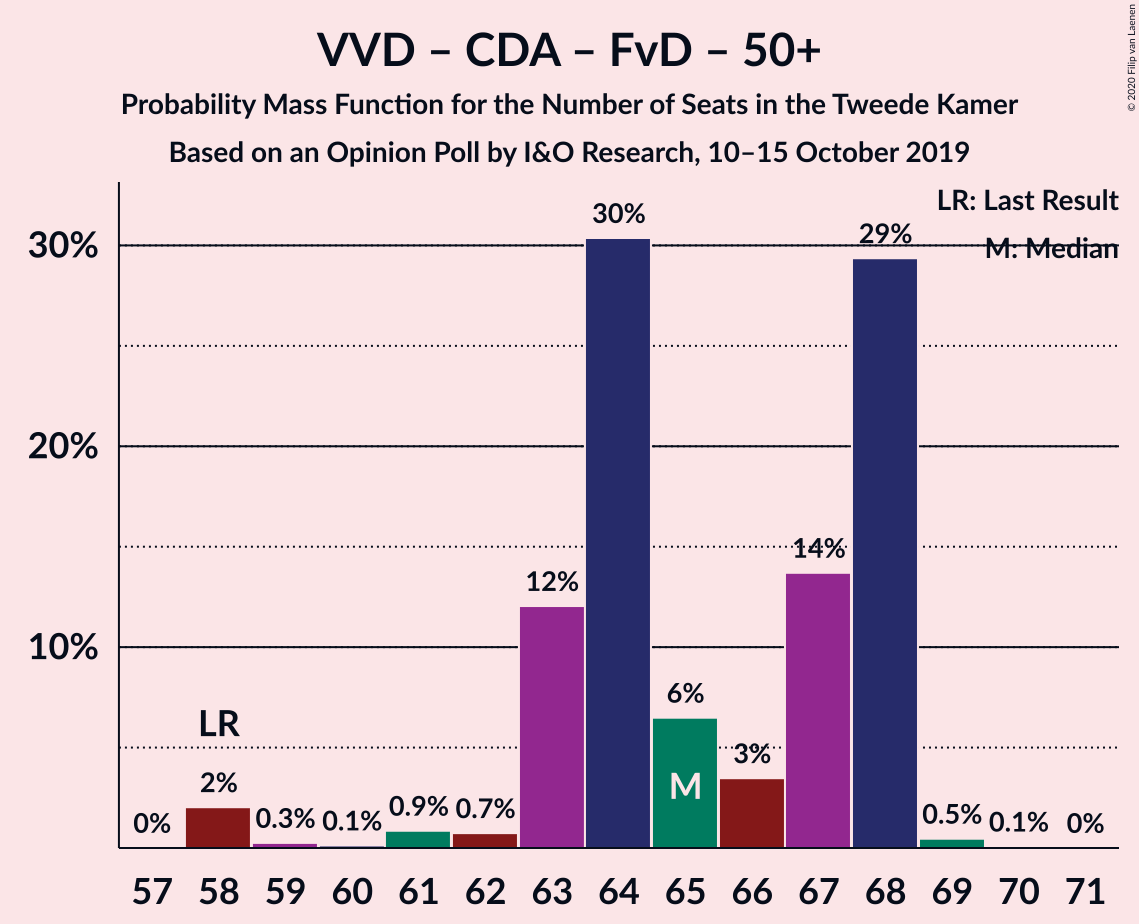 VVD – CDA – FvD – 50+
Probability Mass Function for the Number of Seats in the Tweede Kamer
Based on an Opinion Poll by I&O Research, 10–15 October 2019
© 2020 Filip van Laenen
LR: Last Result
M: Median
30%
20%
10%
0%
2%
LR
0.3%
0.1%
0.9%
0.7%
12%
30%
6%
M
3%
14%
29%
0.5%
0.1%
0%
57 58 59 60 61 62 63 64 65 66 67 68 69 70 71